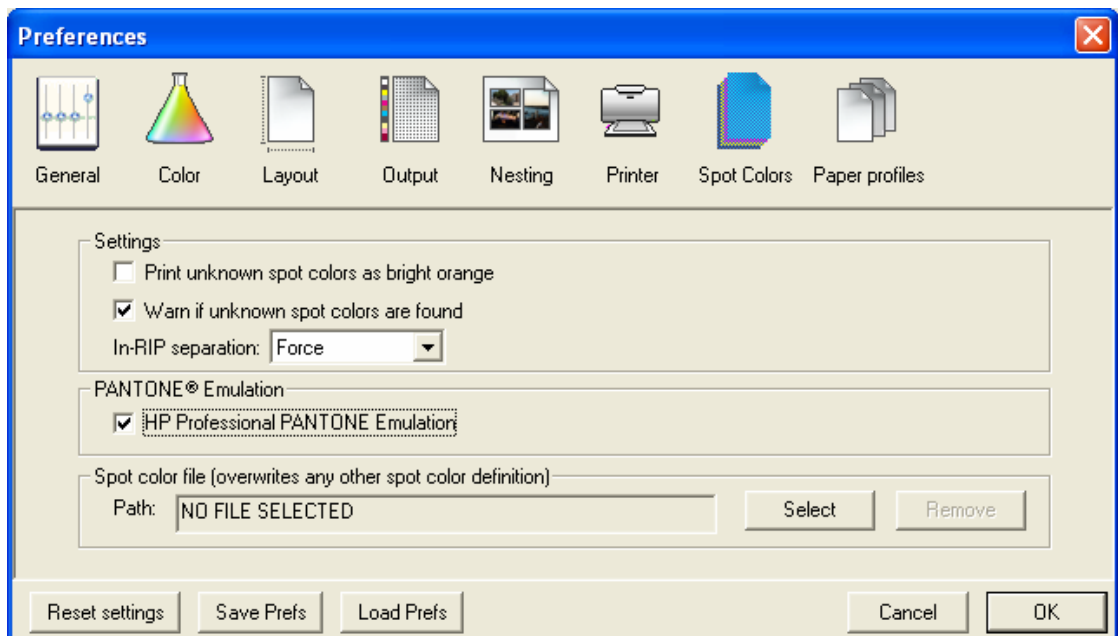 Preferences
General Color Layout Output Nesting Printer Spot Colors Paper profiles
Settings
Print unknown spot colors as bright orange
Warn if unknown spot colors are found
In-RIP separation: Force
PANTONE® Emulation
HP Professional PANTONE Emulation
Spot color file (overwrites any other spot color definition)
Path: NO FILE SELECTED Select Remove
Reset settings Save Prefs Load Prefs Cancel OK